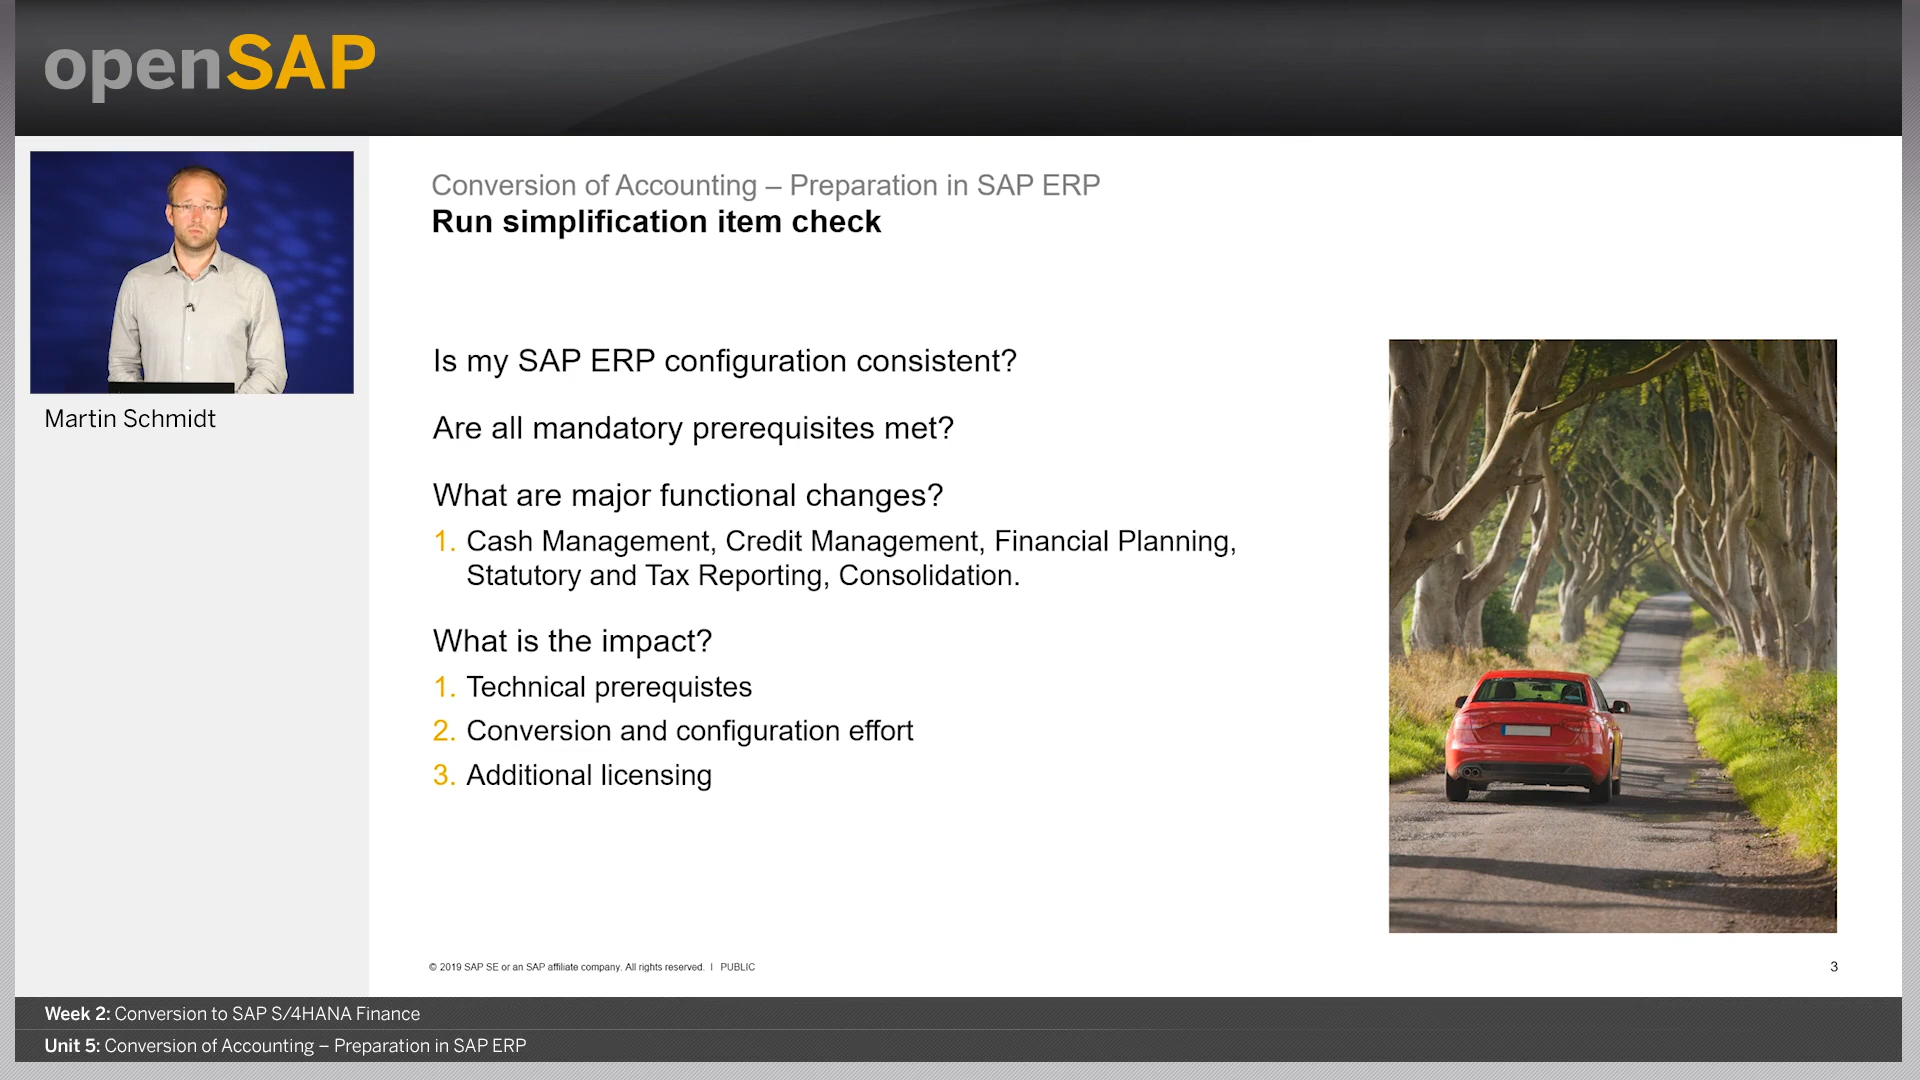 openSAP
Martin Schmidt
Conversion of Accounting – Preparation in SAP ERP
Run simplification item check
Is my SAP ERP configuration consistent?
Are all mandatory prerequisites met?
What are major functional changes?
1. Cash Management, Credit Management, Financial Planning,
Statutory and Tax Reporting, Consolidation.
What is the impact?
1. Technical prerequistes
2. Conversion and configuration effort
3. Additional licensing
© 2019 SAP SE or an SAP affiliate company. All rights reserved. I PUBLIC
3
Week 2: Conversion to SAP S/4HANA Finance
Unit 5: Conversion of Accounting – Preparation in SAP ERP